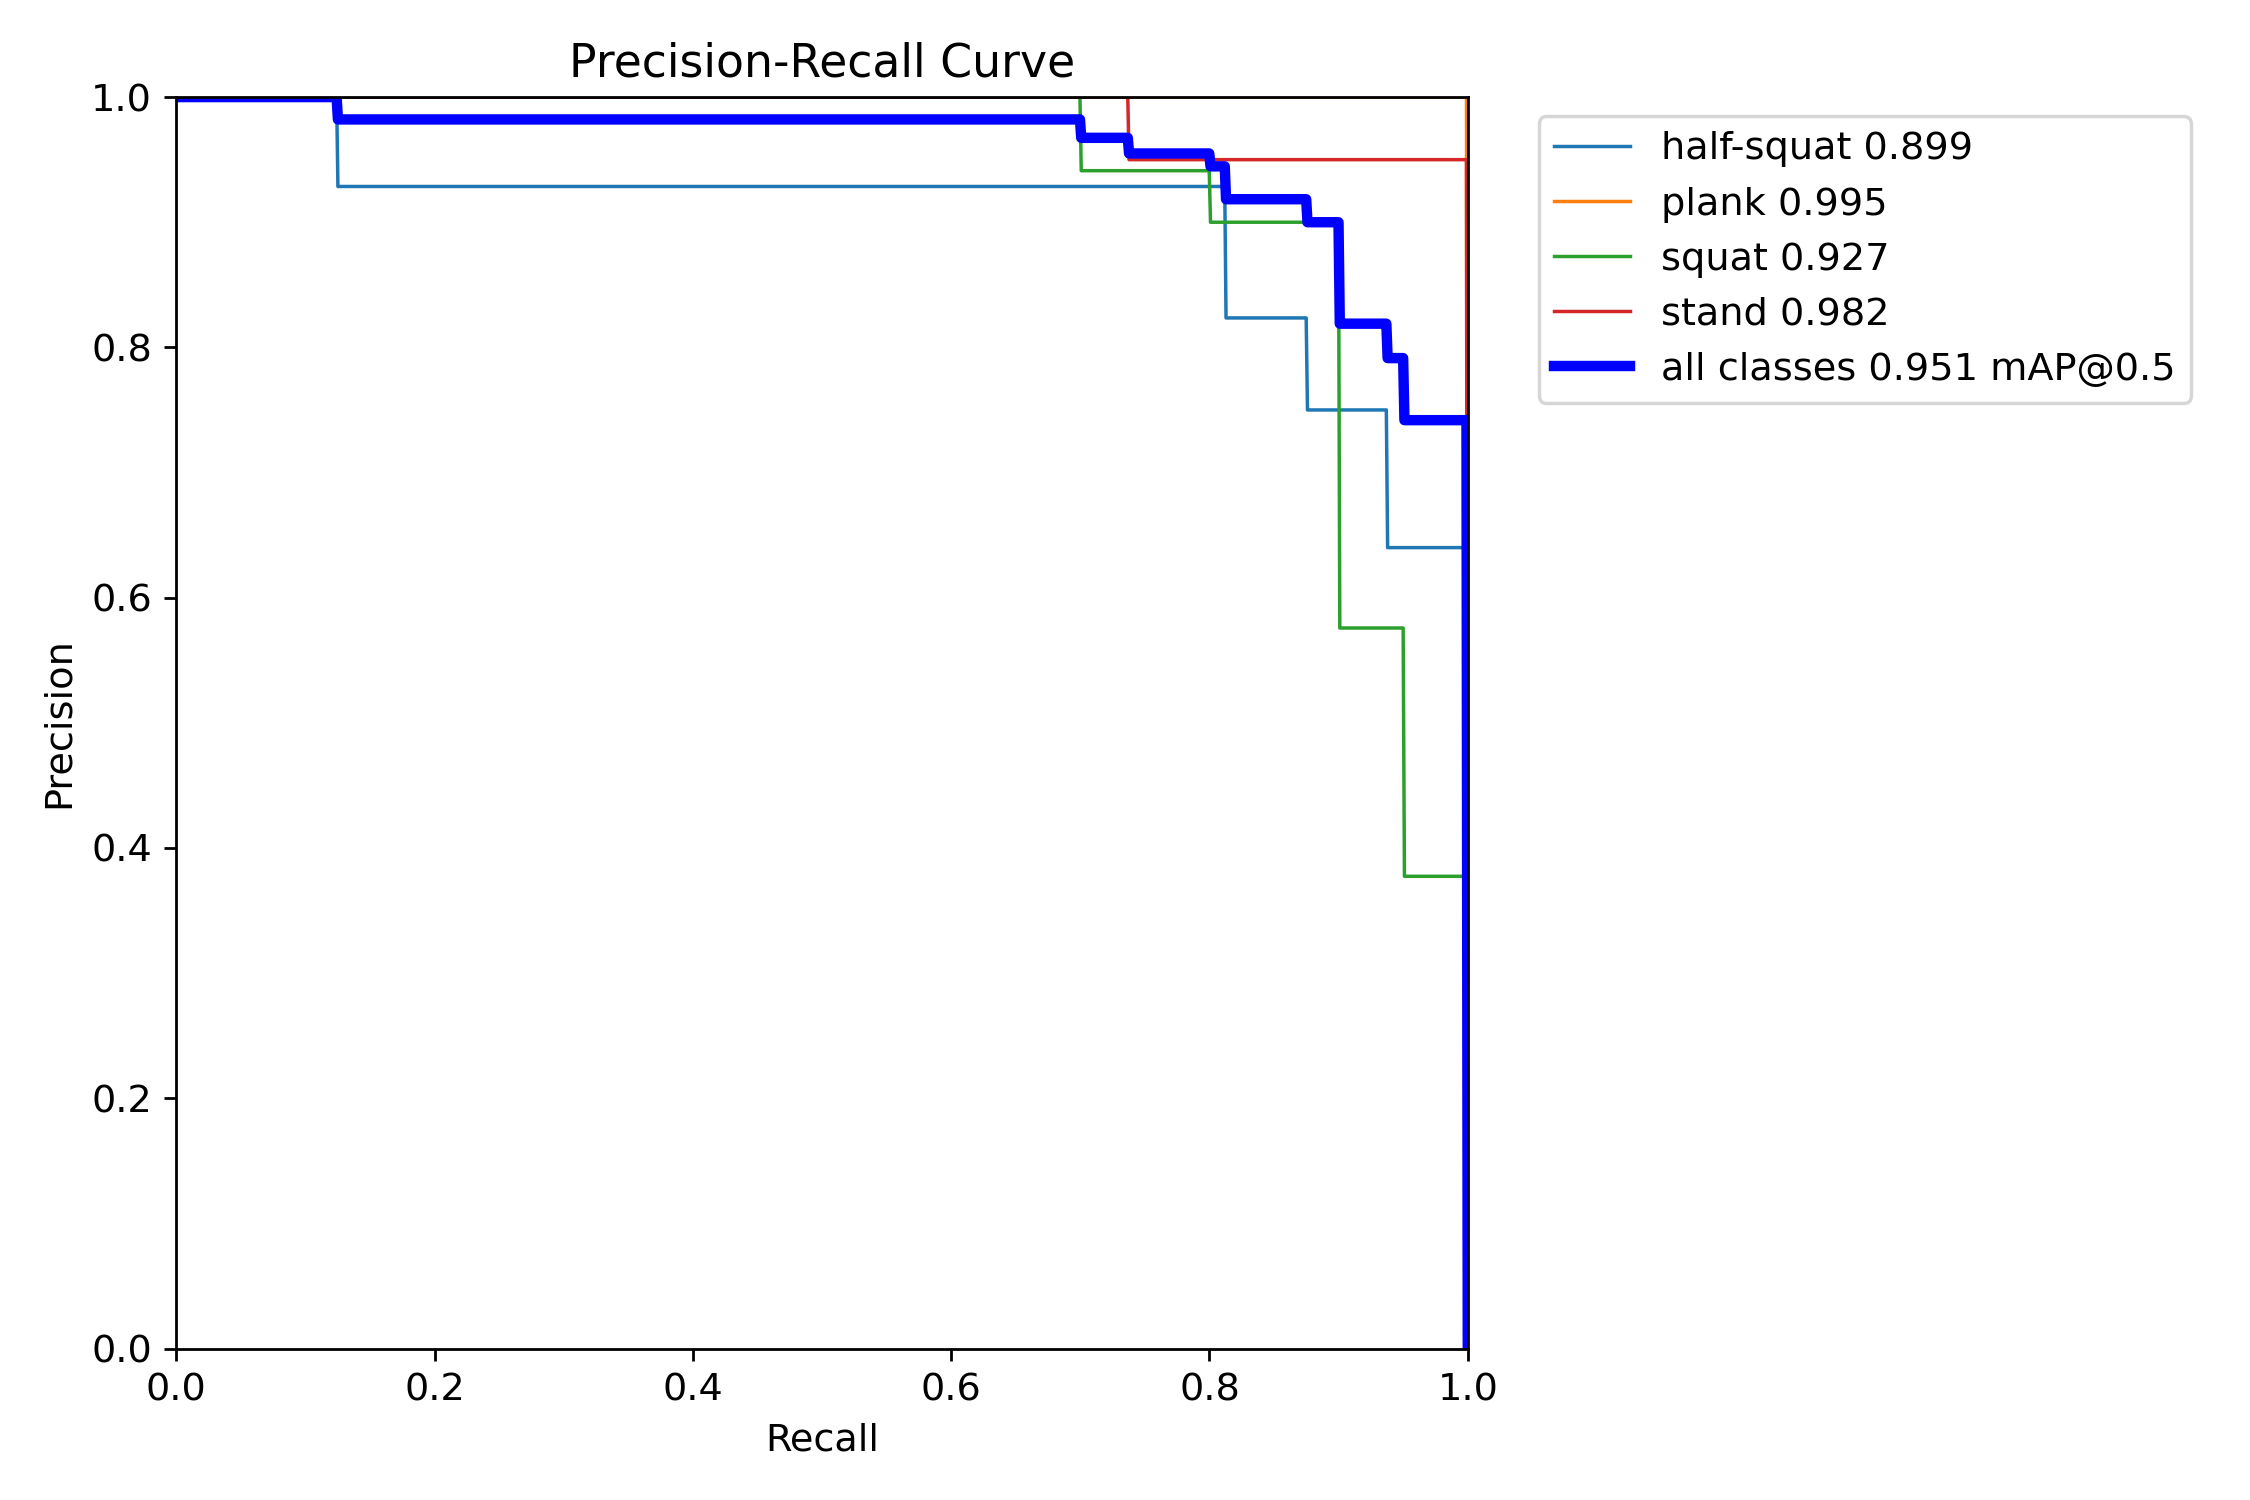 Precision-Recall Curve
1.0
0.8
0.6
0.4
0.2
0.0
Precision
0.0 0.2 0.4 0.6 0.8 1.0
Recall
half-squat 0.899
plank 0.995
squat 0.927
stand 0.982
all classes 0.951 mAP@0.5